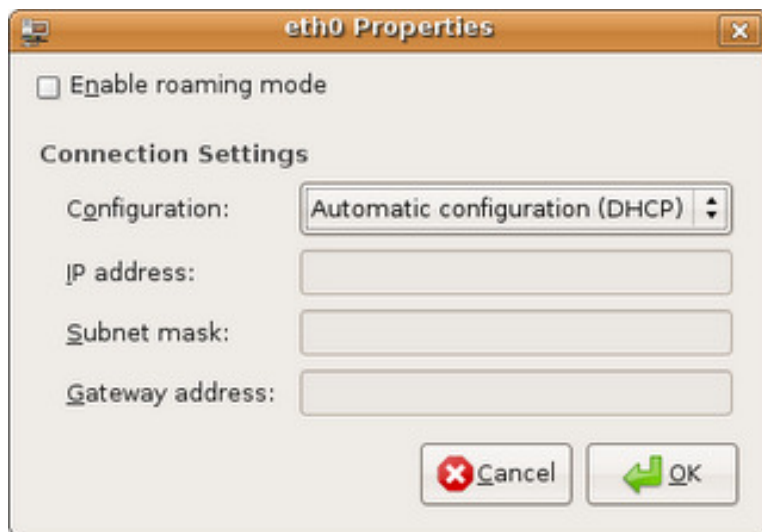 eth0 Properties
Enable roaming mode
Connection Settings
Configuration: Automatic configuration (DHCP)
IP address:
Subnet mask:
Gateway address:
Cancel OK